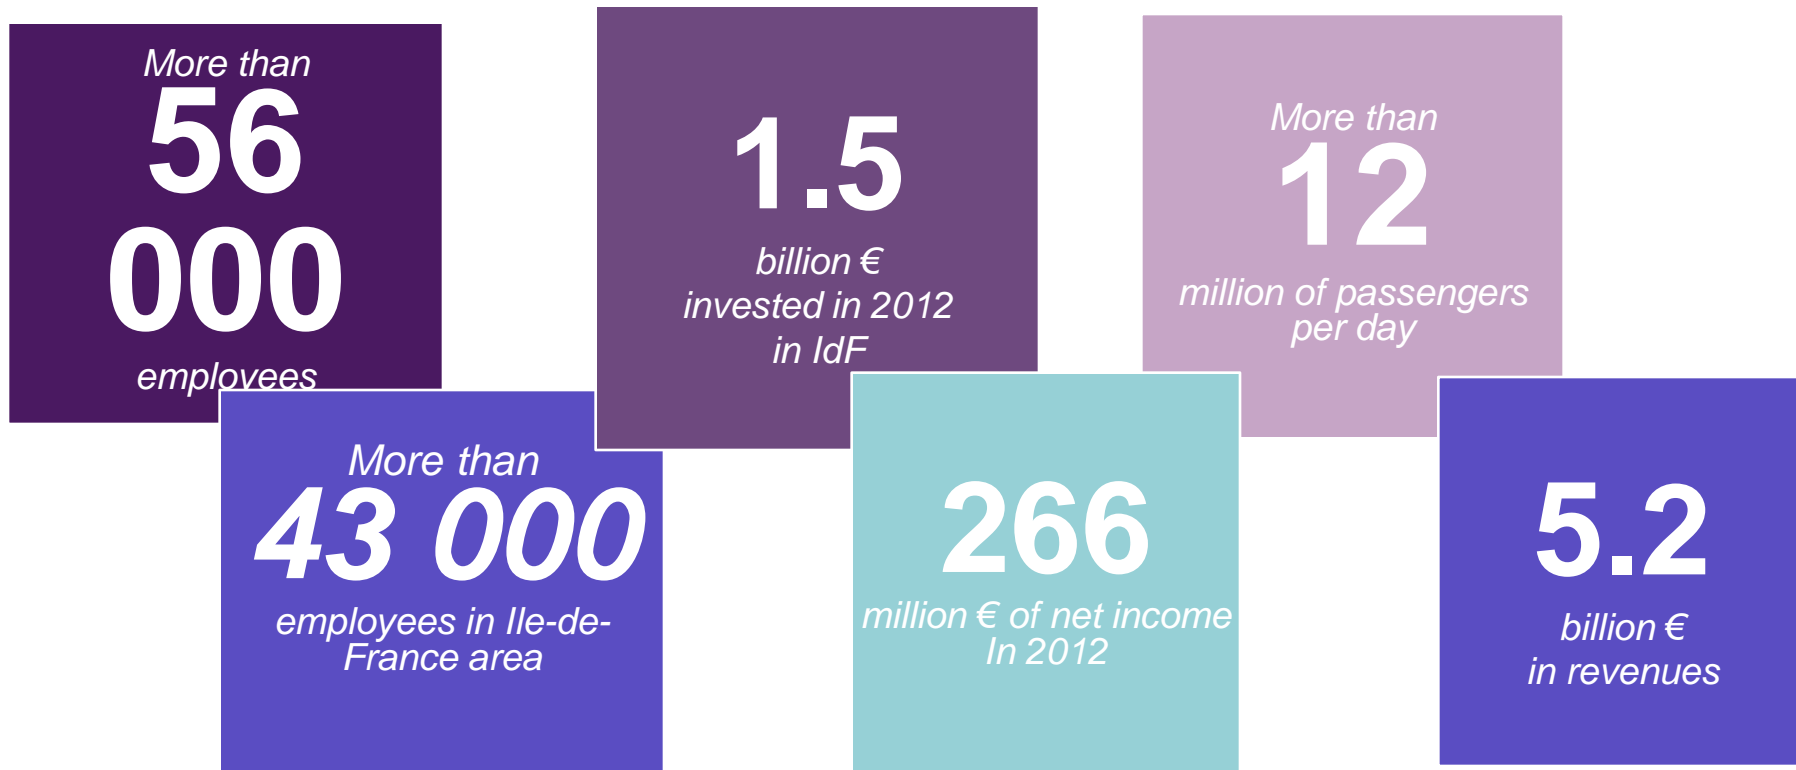 More than
56
000
employees
1.5
billion €
invested in 2012
in IdF
More than
12
million of passengers
per day
More than
43 000
employees in Ile-de-
France area
266
million € of net income
In 2012
5.2
billion €
in revenues